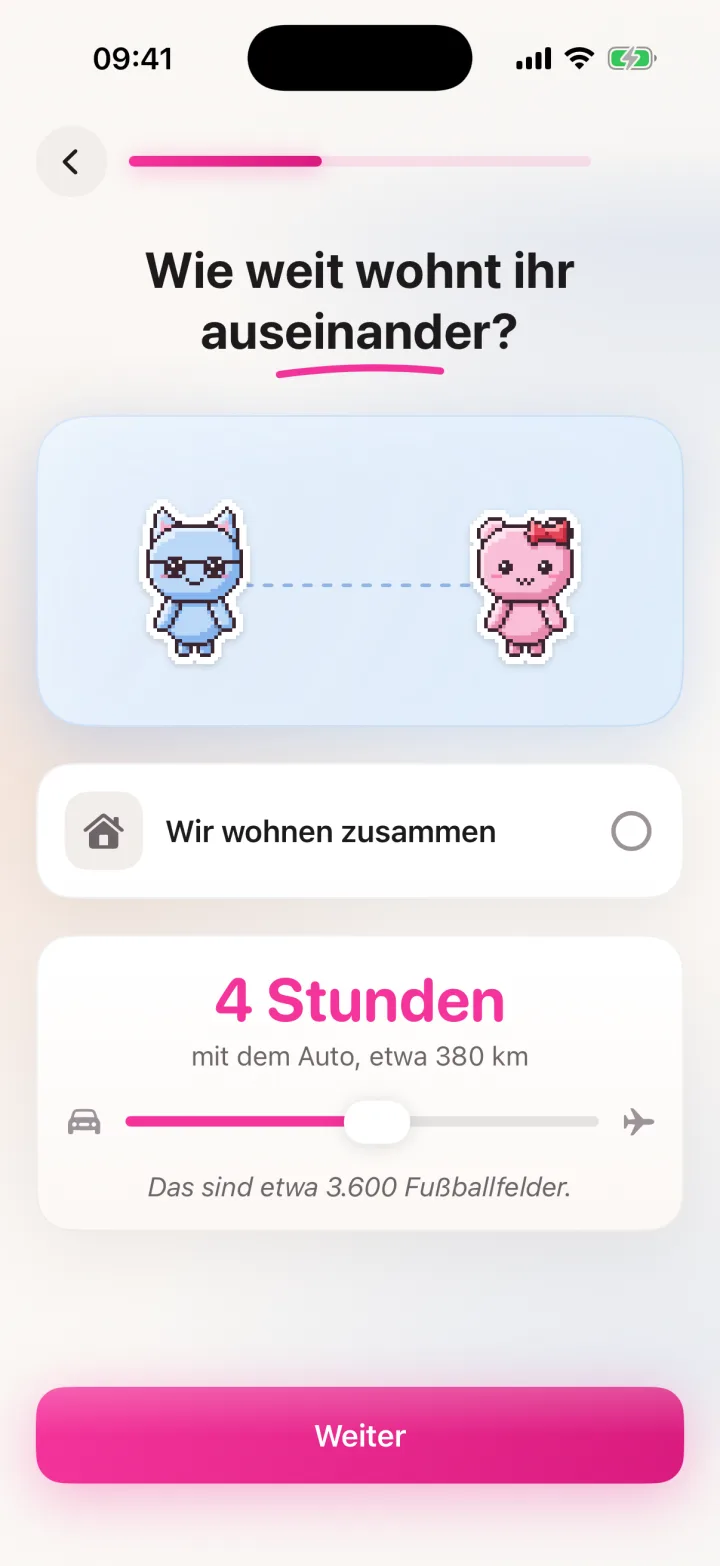 09:41
Wie weit wohnt ihr
auseinander?
Wir wohnen zusammen
4 Stunden
mit dem Auto, etwa 380 km
Das sind etwa 3.600 Fußballfelder.
Weiter